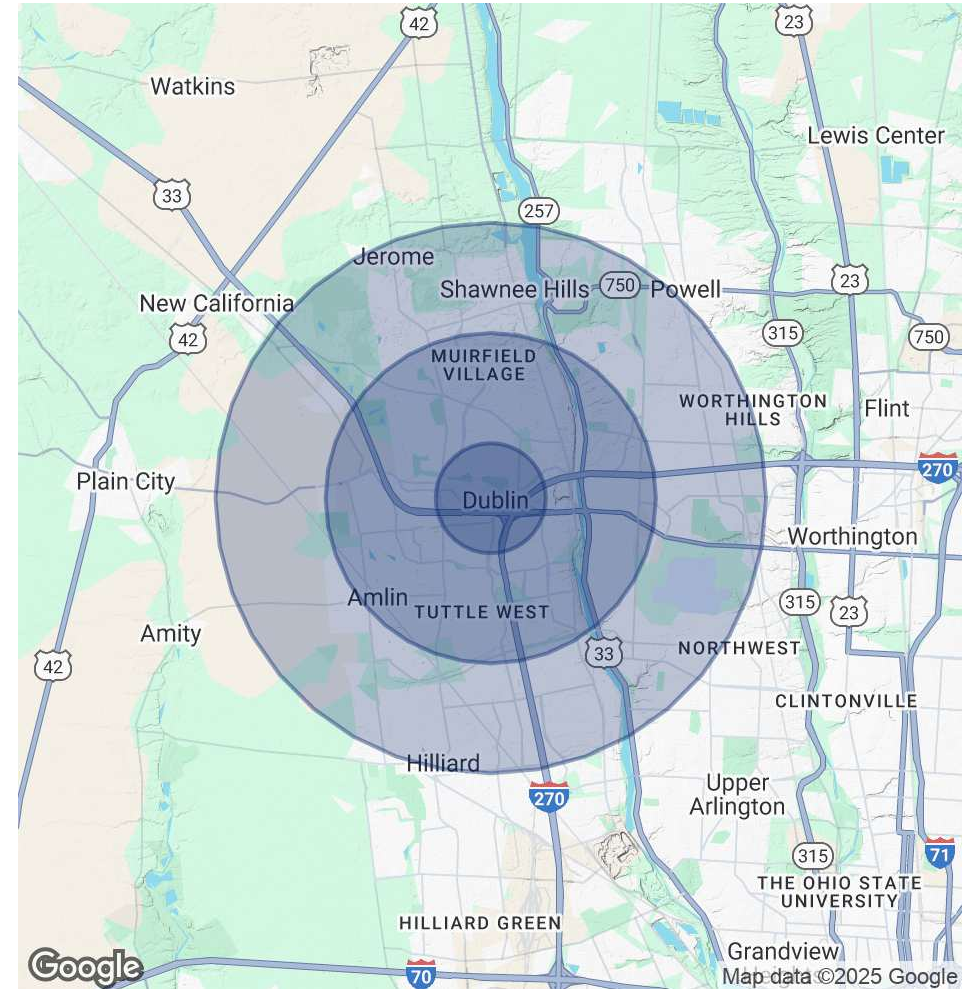 42
23
Watkins
Lewis Center
33
257
Jerome
Shawnee Hills
750
Powell
23
New California
42
315
750
MUIRFIELD
VILLAGE
WORTHINGTON
HILLS
Flint
270
Plain City
Dublin
Worthington
Amlin
TUTTLE WEST
315
23
Amity
42
33
NORTHWEST
CLINTONVILLE
Hilliard
270
Upper
Arlington
315
71
THE OHIO STATE
UNIVERSITY
HILLIARD GREEN
Grandview
Google
70
Map data ©2025 Google